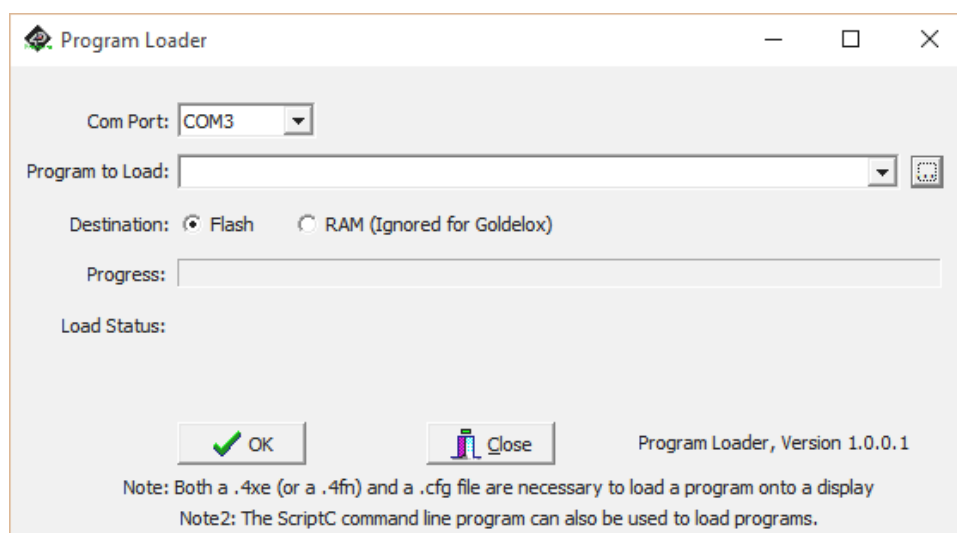 Program Loader
Com Port: COM3
Program to Load:
Destination: Flash RAM (Ignored for Goldelox)
Progress:
Load Status:
OK Close Program Loader, Version 1.0.0.1
Note: Both a .4xe (or a .4fn) and a .cfg file are necessary to load a program onto a display
Note2: The ScriptC command line program can also be used to load programs.